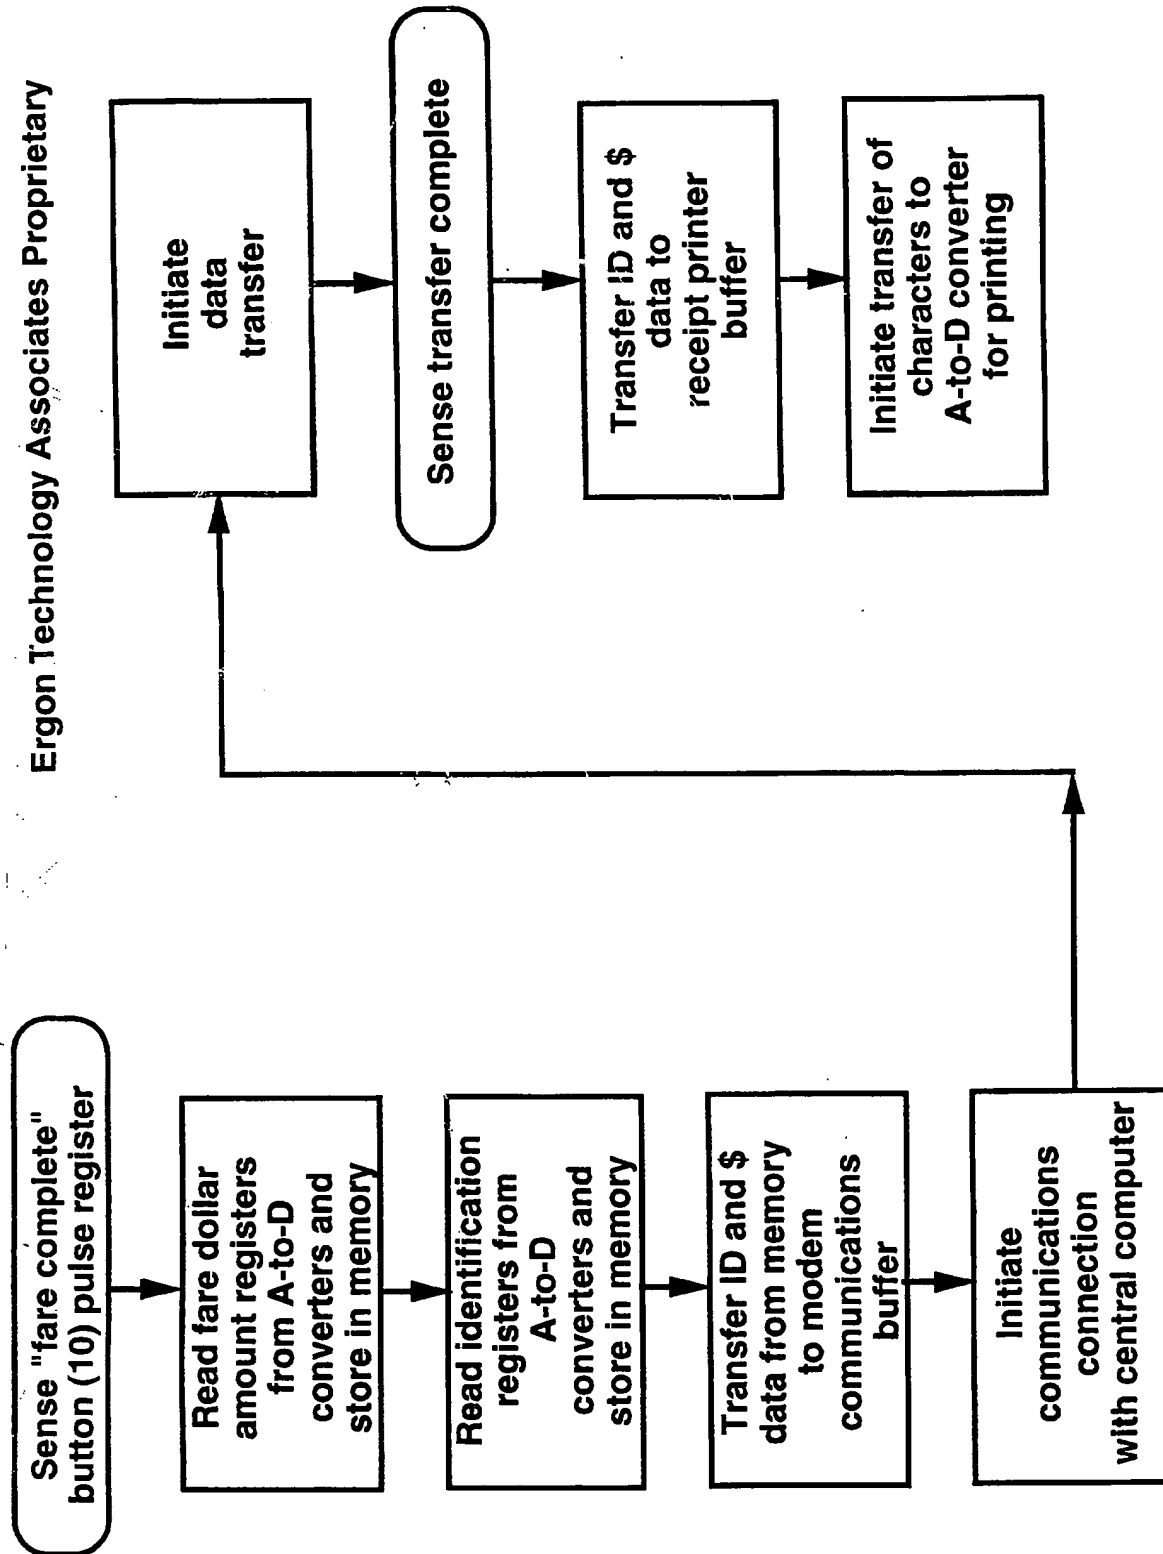 Ergon Technology Associates Proprietary
Sense "fare complete"
button (10) pulse register
Read fare dollar
amount registers
from A-to-D
converters and
store in memory
Read identification
registers from
A-to-D
converters and
store in memory
Transfer ID and $
data from memory
to modem
communications
buffer
Initiate
communications
connection
with central computer
Initiate
data
transfer
Sense transfer complete
Transfer ID and $
data to
receipt printer
buffer
Initiate transfer of
characters to
A-to-D converter
for printing